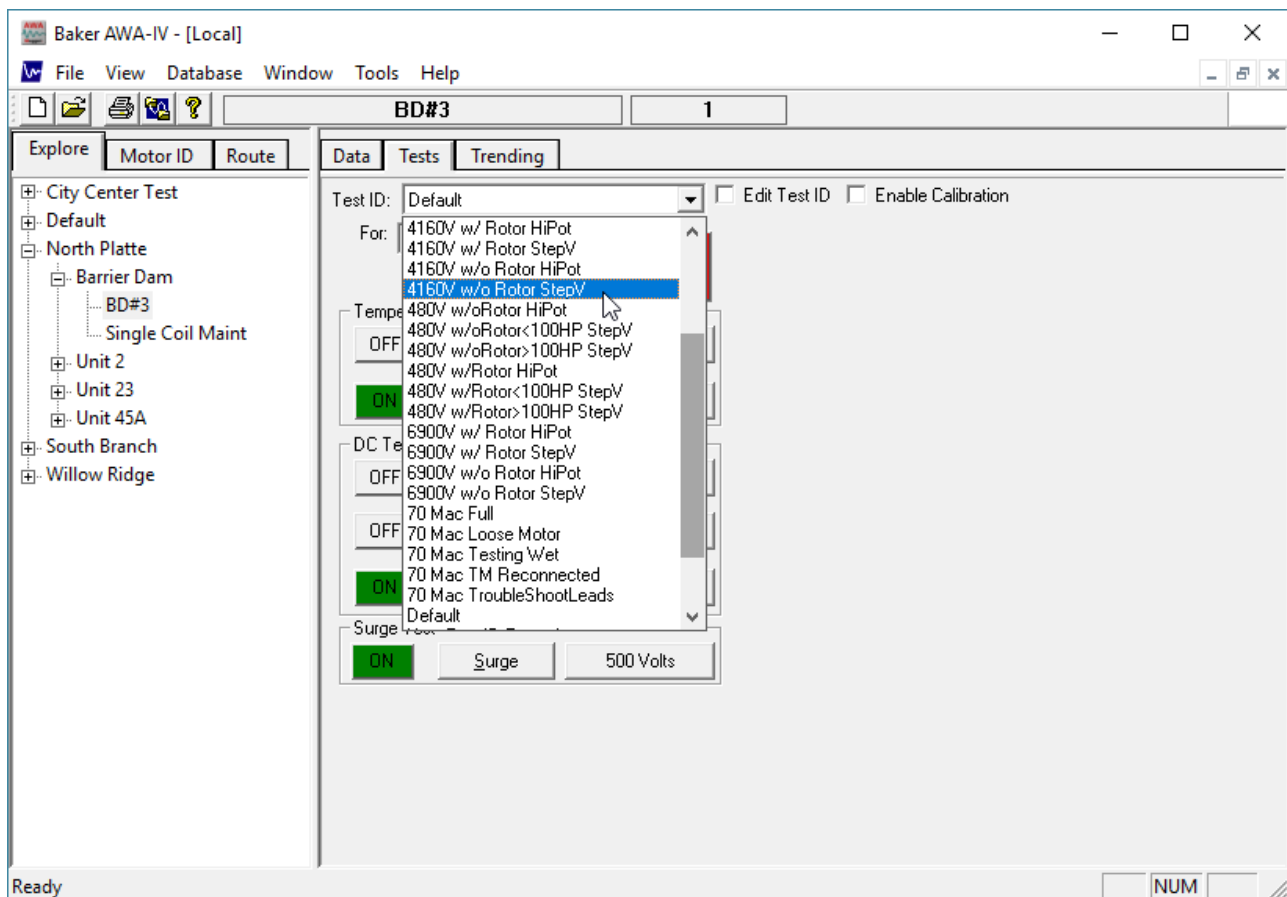 Baker AWA-IV - [Local]
File View Database Window Tools Help
BD#3 1
Explore Motor ID Route
Data Tests Trending
City Center Test
Default
North Platte
Barrier Dam
BD#3
Single Coil Maint
Unit 2
Unit 23
Unit 45A
South Branch
Willow Ridge
Test ID: Default Edit Test ID Enable Calibration
For:
4160V w/ Rotor HiPot
4160V w/ Rotor StepV
4160V w/o Rotor HiPot
4160V w/o Rotor StepV
480V w/oRotor HiPot
480V w/oRotor<100HP StepV
480V w/oRotor>100HP StepV
480V w/Rotor HiPot
480V w/Rotor<100HP StepV
480V w/Rotor>100HP StepV
6900V w/ Rotor HiPot
6900V w/ Rotor StepV
6900V w/o Rotor HiPot
6900V w/o Rotor StepV
70 Mac Full
70 Mac Loose Motor
70 Mac Testing Wet
70 Mac TM Reconnected
70 Mac TroubleShootLeads
Default
Tempe
OFF
ON
DC Te
OFF
OFF
ON
Surge
ON Surge 500 Volts
Ready NUM